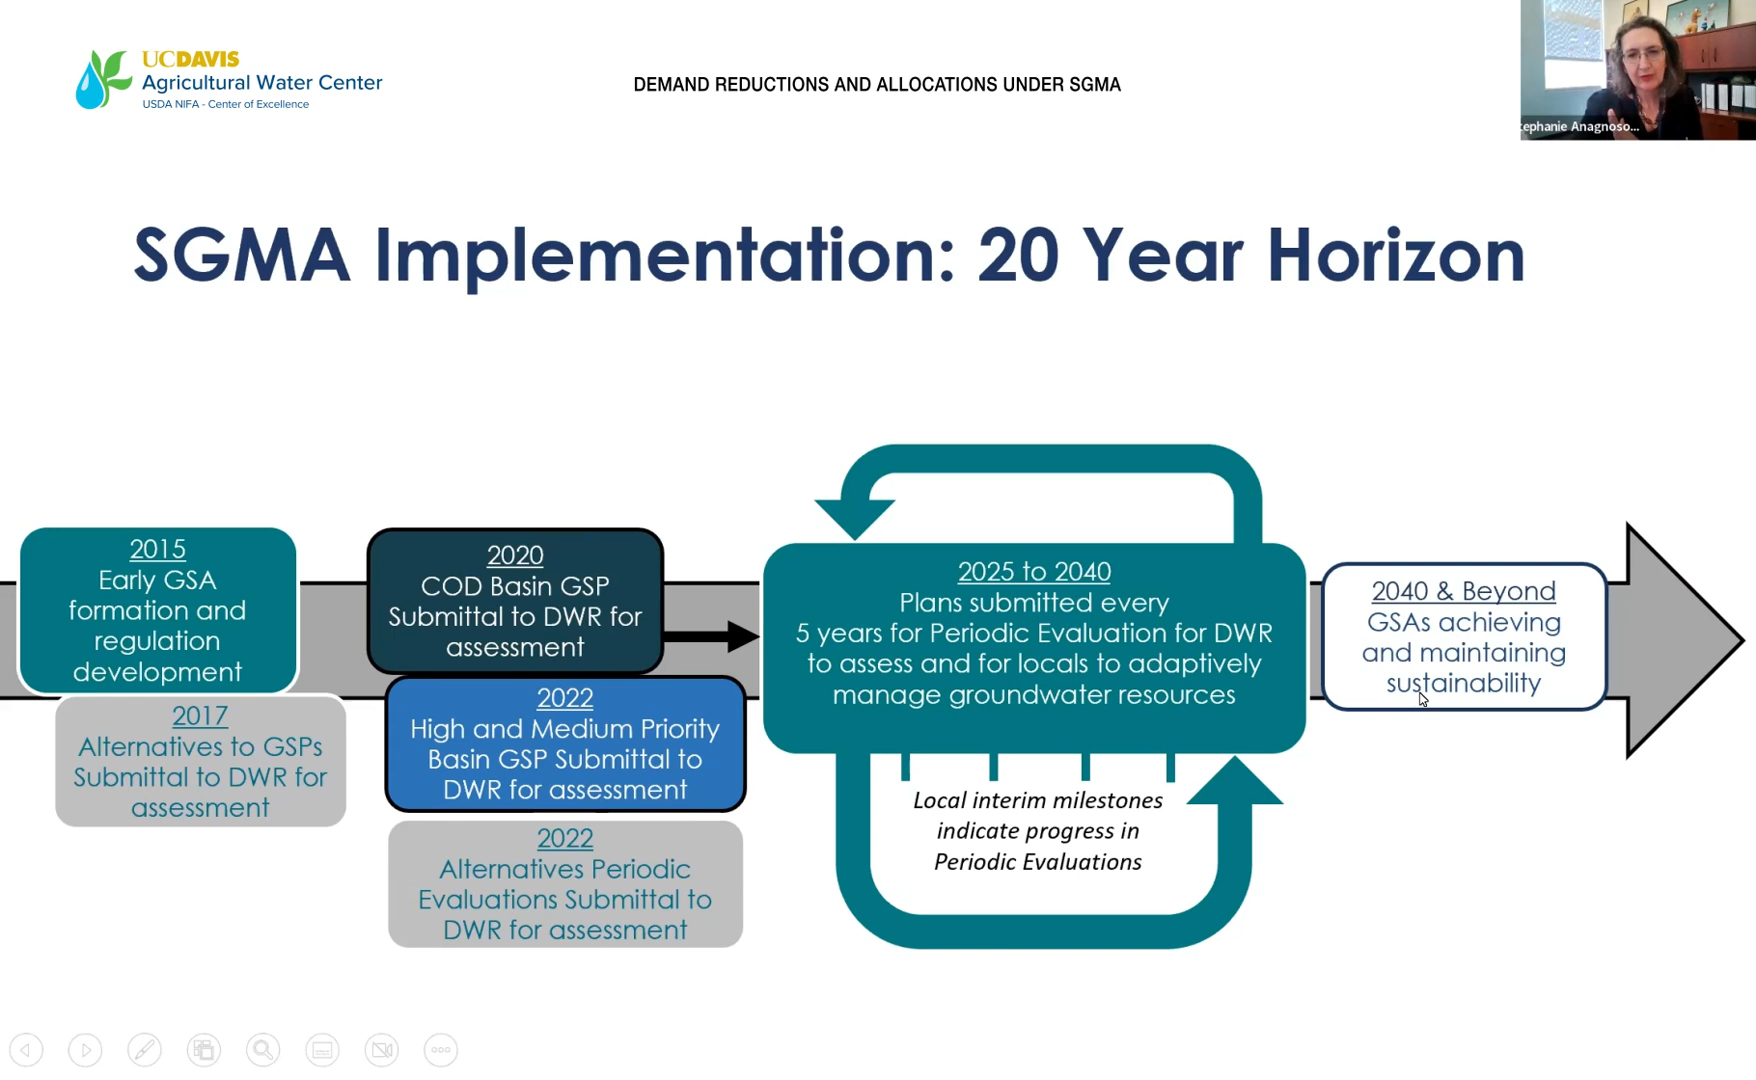 UCDAVIS
Agricultural Water Center
USDA NIFA - Center of Excellence
DEMAND REDUCTIONS AND ALLOCATIONS UNDER SGMA
tephanie Anagnoso...
SGMA Implementation: 20 Year Horizon
2015
Early GSA
formation and
regulation
development
2017
Alternatives to GSPs
Submittal to DWR for
assessment
2020
COD Basin GSP
Submittal to DWR for
assessment
2022
High and Medium Priority
Basin GSP Submittal to
DWR for assessment
2022
Alternatives Periodic
Evaluations Submittal to
DWR for assessment
2025 to 2040
Plans submitted every
5 years for Periodic Evaluation for DWR
to assess and for locals to adaptively
manage groundwater resources
Local interim milestones
indicate progress in
Periodic Evaluations
2040 & Beyond
GSAs achieving
and maintaining
sustainability